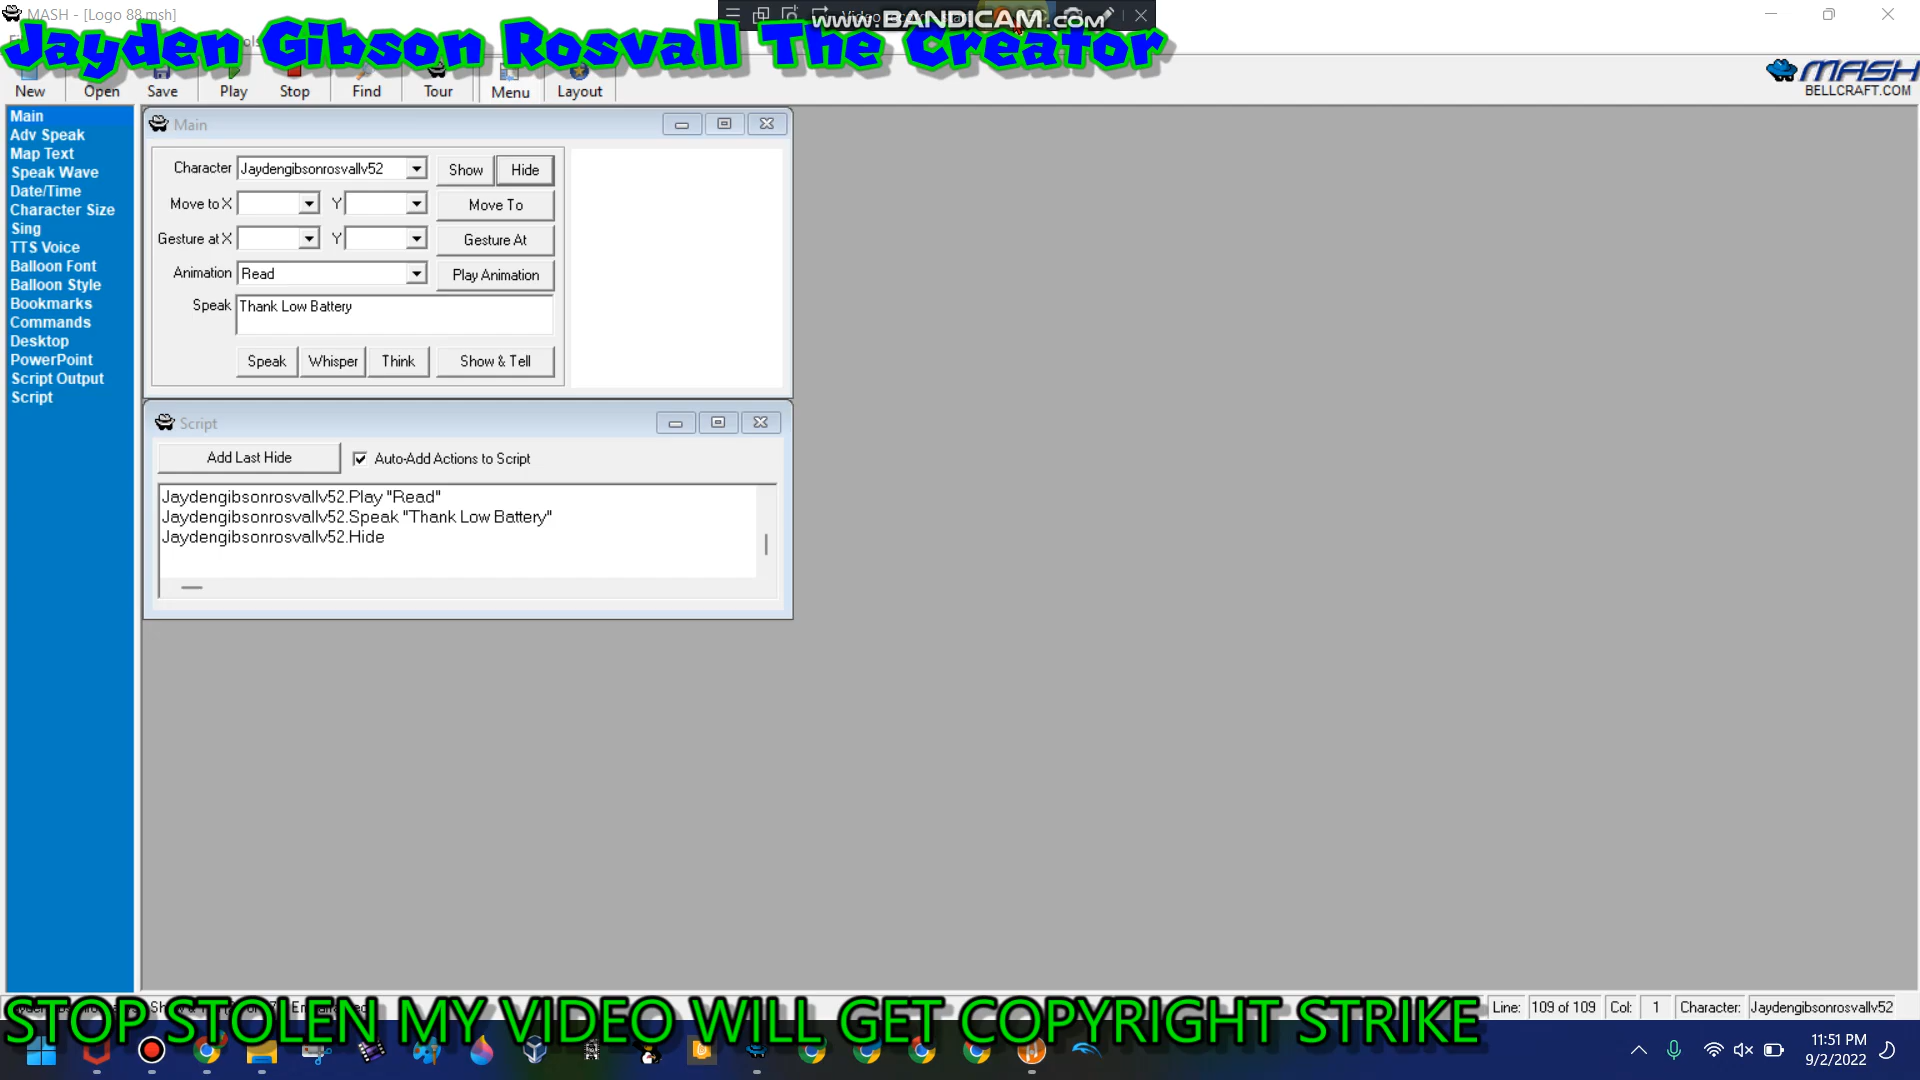 MASH - [Logo 88.msh]
www.BANDICAM.com
Jayden Gibson Rosvall The Creator
New
Open
Save
Play
Stop
Find
Tour
Menu
Layout
MASH
BELLCRAFT.COM
Main
Adv Speak
Map Text
Speak Wave
Date/Time
Character Size
Sing
TTS Voice
Balloon Font
Balloon Style
Bookmarks
Commands
Desktop
PowerPoint
Script Output
Script
Main
Character Jaydengibsonrosvallv52 Show Hide
Move to X Y Move To
Gesture at X Y Gesture At
Animation Read Play Animation
Speak Thank Low Battery
Speak Whisper Think Show & Tell
Script
Add Last Hide Auto-Add Actions to Script
Jaydengibsonrosvallv52.Play "Read"
Jaydengibsonrosvallv52.Speak "Thank Low Battery"
Jaydengibsonrosvallv52.Hide
STOP STOLEN MY VIDEO WILL GET COPYRIGHT STRIKE
Line: 109 of 109 Col: 1 Character: Jaydengibsonrosvallv52
11:51 PM
9/2/2022